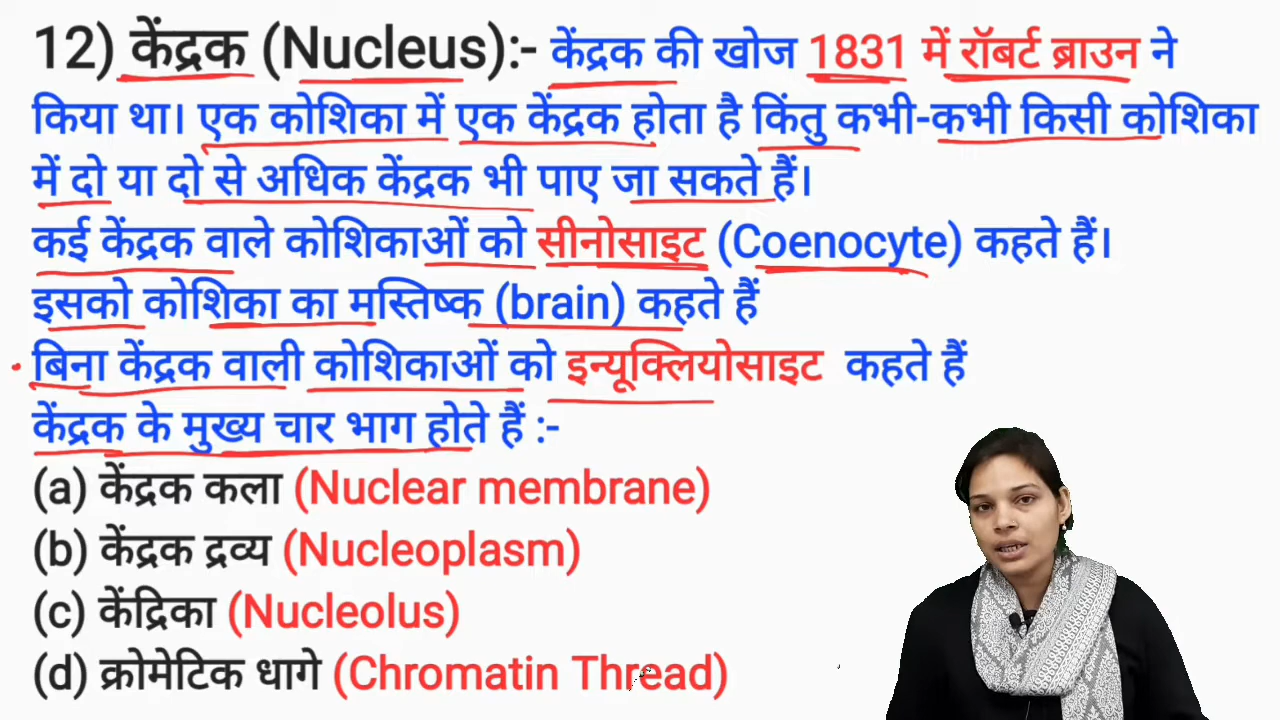 12) केंद्रक (Nucleus):- केंद्रक की खोज 1831 में रॉबर्ट ब्राउन ने
किया था। एक कोशिका में एक केंद्रक होता है किंतु कभी-कभी किसी कोशिका
में दो या दो से अधिक केंद्रक भी पाए जा सकते हैं।
कई केंद्रक वाले कोशिकाओं को सीनोसाइट (Coenocyte) कहते हैं।
इसको कोशिका का मस्तिष्क (brain) कहते हैं
बिना केंद्रक वाली कोशिकाओं को इन्यूक्लियोसाइट कहते हैं
केंद्रक के मुख्य चार भाग होते हैं :-
(a) केंद्रक कला (Nuclear membrane)
(b) केंद्रक द्रव्य (Nucleoplasm)
(c) केंद्रिका (Nucleolus)
(d) क्रोमेटिक धागे (Chromatin Thread)